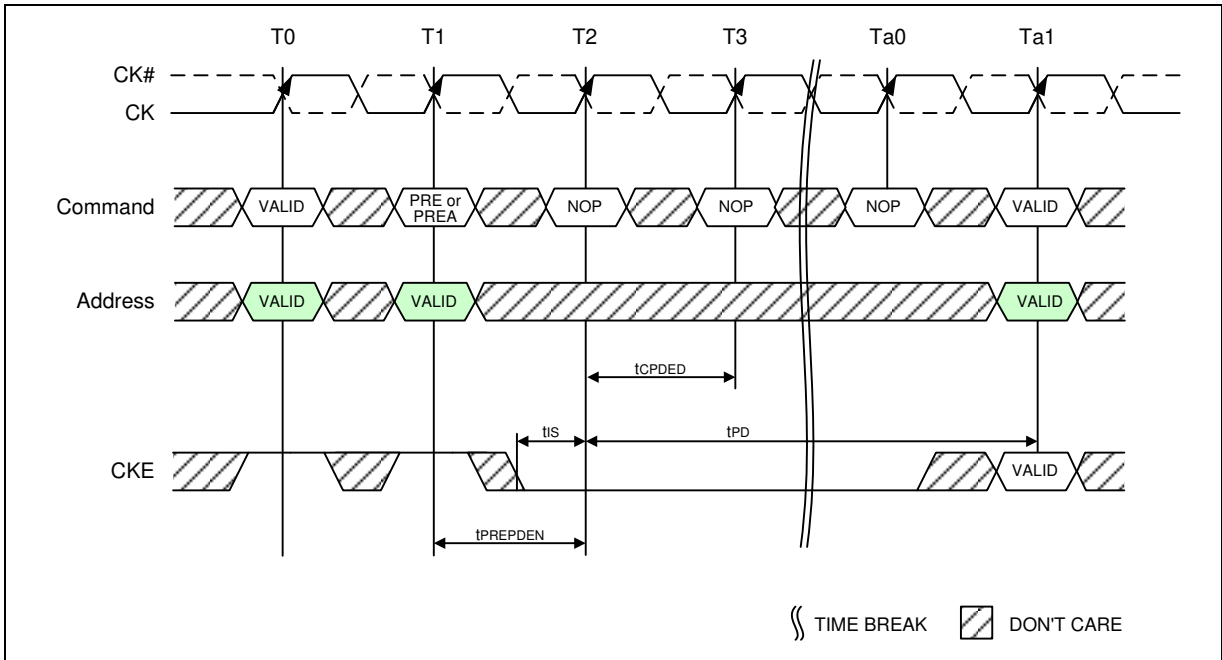 T0 T1 T2 T3 Ta0 Ta1
CK#
CK
Command VALID PRE or PREA NOP NOP NOP VALID
Address VALID VALID VALID
tCPDED
tIS tPD
CKE VALID
tPREPDEN
TIME BREAK DON'T CARE